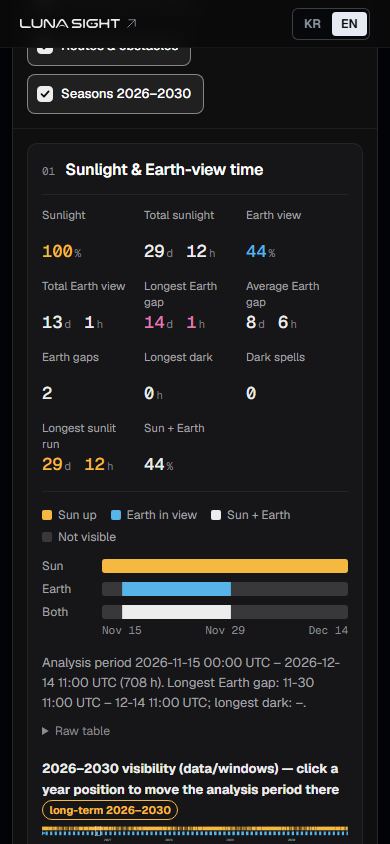 LUNA SIGHT ↗ KR EN
Routes & obstacles
Seasons 2026–2030
01 Sunlight & Earth-view time
Sunlight Total sunlight Earth view
100% 29d 12h 44%
Total Earth view Longest Earth gap Average Earth gap
13d 1h 14d 1h 8d 6h
Earth gaps Longest dark Dark spells
2 0h 0
Longest sunlit run Sun + Earth
29d 12h 44%
Sun up Earth in view Sun + Earth
Not visible
Sun
Earth
Both
Nov 15 Nov 29 Dec 14
Analysis period 2026-11-15 00:00 UTC – 2026-12-
14 11:00 UTC (708 h). Longest Earth gap: 11-30
11:00 UTC – 12-14 11:00 UTC; longest dark: –.
▶ Raw table
2026–2030 visibility (data/windows) — click a
year position to move the analysis period there
long-term 2026–2030